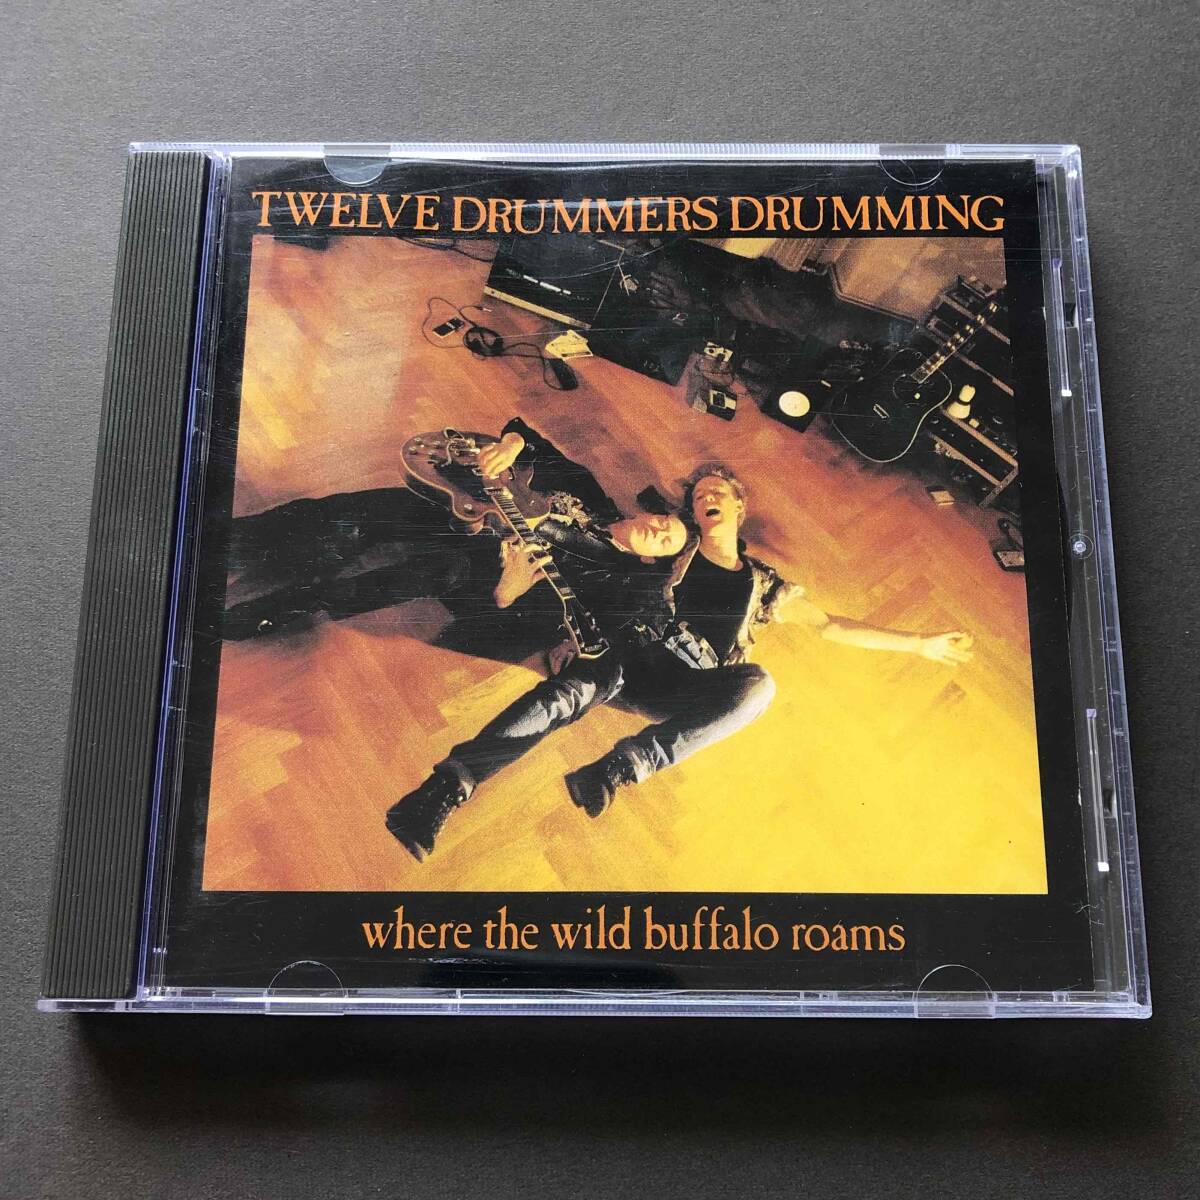 TWELVE DRUMMERS DRUMMING
where the wild buffalo roams